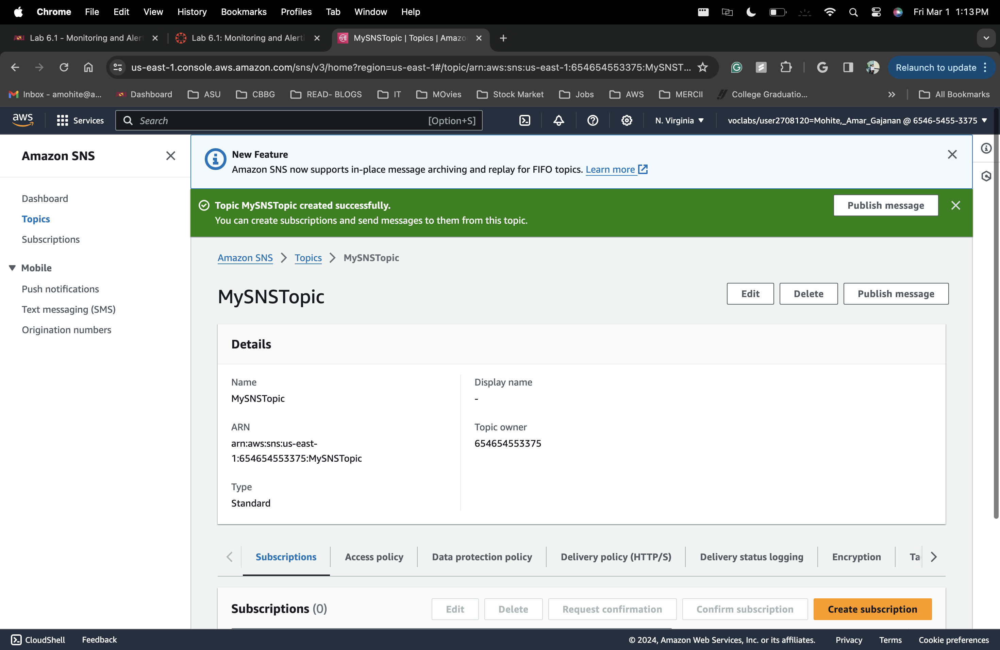 Chrome File Edit View History Bookmarks Profiles Tab Window Help Fri Mar 1 1:13 PM
Lab 6.1 - Monitoring and Aler Lab 6.1: Monitoring and Alerti MySNSTopic | Topics | Amazo
us-east-1.console.aws.amazon.com/sns/v3/home?region=us-east-1#/topic/arn:aws:sns:us-east-1:654654553375:MySNST... Relaunch to update
Inbox - amohite@a... Dashboard ASU CBBG READ- BLOGS IT MOvies Stock Market Jobs AWS MERCII College Graduatio... » All Bookmarks
aws Services Search [Option+S] N. Virginia voclabs/user2708120=Mohite,_Amar_Gajanan @ 6546-5455-3375
Amazon SNS
Dashboard
Topics
Subscriptions
Mobile
Push notifications
Text messaging (SMS)
Origination numbers
New Feature
Amazon SNS now supports in-place message archiving and replay for FIFO topics. Learn more
Topic MySNSTopic created successfully.
You can create subscriptions and send messages to them from this topic.
Publish message
Amazon SNS > Topics > MySNSTopic
MySNSTopic
Edit Delete Publish message
Details
Name
MySNSTopic
ARN
arn:aws:sns:us-east-
1:654654553375:MySNSTopic
Type
Standard
Display name
-
Topic owner
654654553375
Subscriptions Access policy Data protection policy Delivery policy (HTTP/S) Delivery status logging Encryption Ta
Subscriptions (0) Edit Delete Request confirmation Confirm subscription Create subscription
CloudShell Feedback © 2024, Amazon Web Services, Inc. or its affiliates. Privacy Terms Cookie preferences